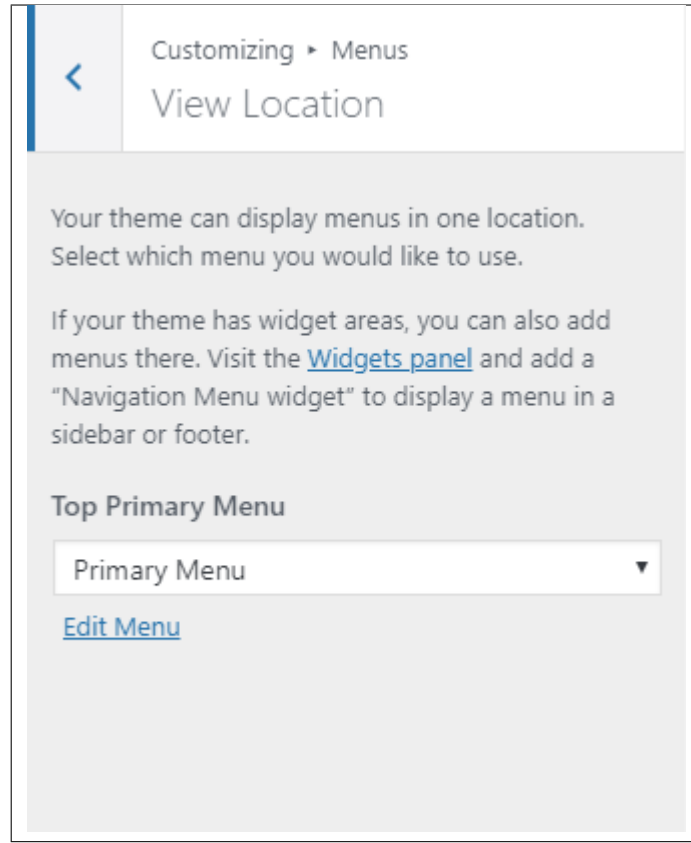 Customizing ▸ Menus
View Location
Your theme can display menus in one location.
Select which menu you would like to use.
If your theme has widget areas, you can also add
menus there. Visit the Widgets panel and add a
“Navigation Menu widget” to display a menu in a
sidebar or footer.
Top Primary Menu
Primary Menu
Edit Menu